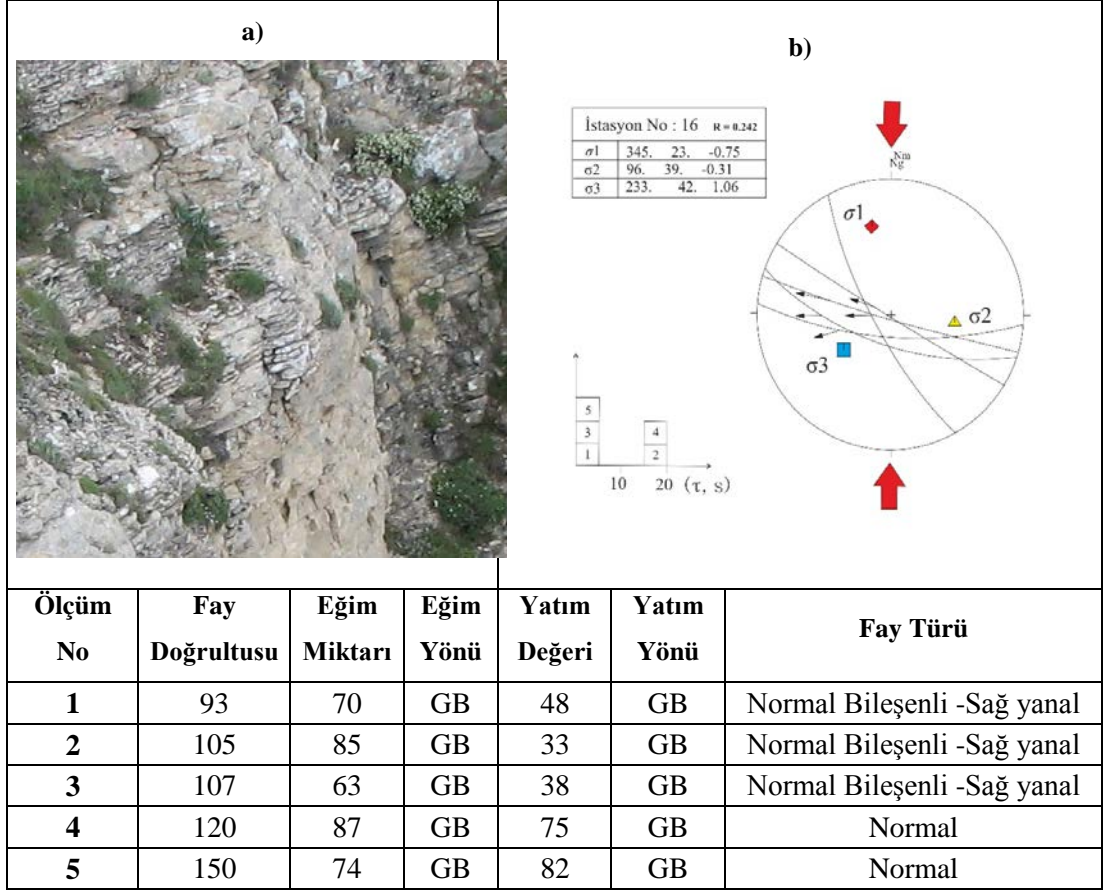 a)
b)
İstasyon No : 16 R = 0.242
σ1 345. 23. -0.75
σ2 96. 39. -0.31
σ3 233. 42. 1.06
Nm
Ng
σ1
σ2
σ3
5
3 4
1 2
10 20 (τ, s)
Ölçüm No Fay Doğrultusu Eğim Miktarı Eğim Yönü Yatım Değeri Yatım Yönü Fay Türü
1 93 70 GB 48 GB Normal Bileşenli -Sağ yanal
2 105 85 GB 33 GB Normal Bileşenli -Sağ yanal
3 107 63 GB 38 GB Normal Bileşenli -Sağ yanal
4 120 87 GB 75 GB Normal
5 150 74 GB 82 GB Normal